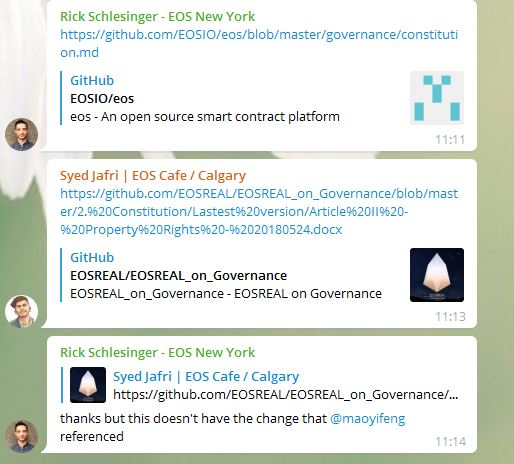 Rick Schlesinger - EOS New York
https://github.com/EOSIO/eos/blob/master/governance/constituti
on.md
GitHub
EOSIO/eos
eos - An open source smart contract platform
11:11
Syed Jafri | EOS Cafe / Calgary
https://github.com/EOSREAL/EOSREAL_on_Governance/blob/mast
er/2.%20Constitution/Lastest%20version/Article%20II%20-
%20Property%20Rights%20-%2020180524.docx
GitHub
EOSREAL/EOSREAL_on_Governance
EOSREAL_on_Governance - EOSREAL on Governance
11:13
Rick Schlesinger - EOS New York
Syed Jafri | EOS Cafe / Calgary
https://github.com/EOSREAL/EOSREAL_on_Governance/...
thanks but this doesn't have the change that @maoyifeng
referenced
11:14